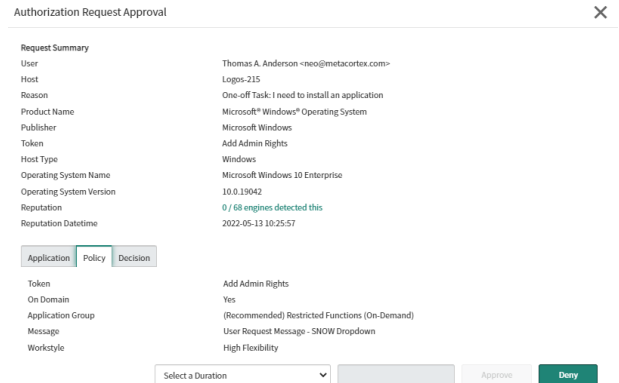 Authorization Request Approval
Request Summary
User Thomas A. Anderson <neo@metacortex.com>
Host Logos-215
Reason One-off Task: I need to install an application
Product Name Microsoft® Windows® Operating System
Publisher Microsoft Windows
Token Add Admin Rights
Host Type Windows
Operating System Name Microsoft Windows 10 Enterprise
Operating System Version 10.0.19042
Reputation 0 / 68 engines detected this
Reputation Datetime 2022-05-13 10:25:57
Application Policy Decision
Token Add Admin Rights
On Domain Yes
Application Group (Recommended) Restricted Functions (On-Demand)
Message User Request Message - SNOW Dropdown
Workstyle High Flexibility
Select a Duration Approve Deny